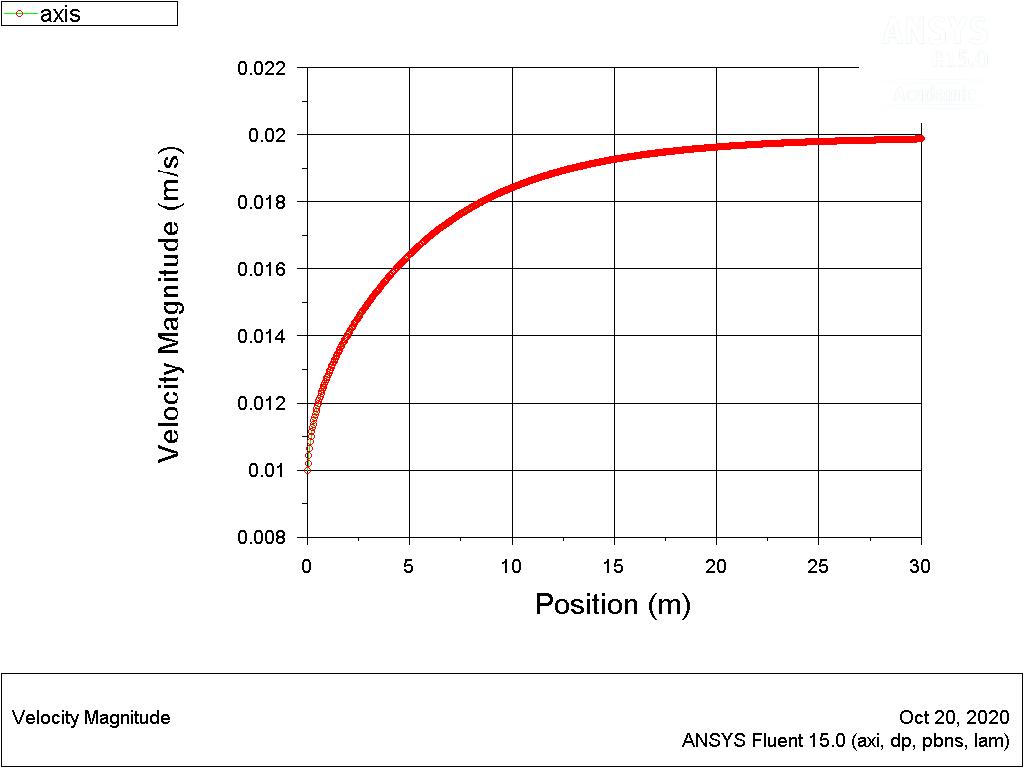 axis
ANSYS
R15.0
Academic
0.022
0.02
0.018
0.016
0.014
0.012
0.01
0.008
Velocity Magnitude (m/s)
0 5 10 15 20 25 30
Position (m)
Velocity Magnitude
Oct 20, 2020
ANSYS Fluent 15.0 (axi, dp, pbns, lam)